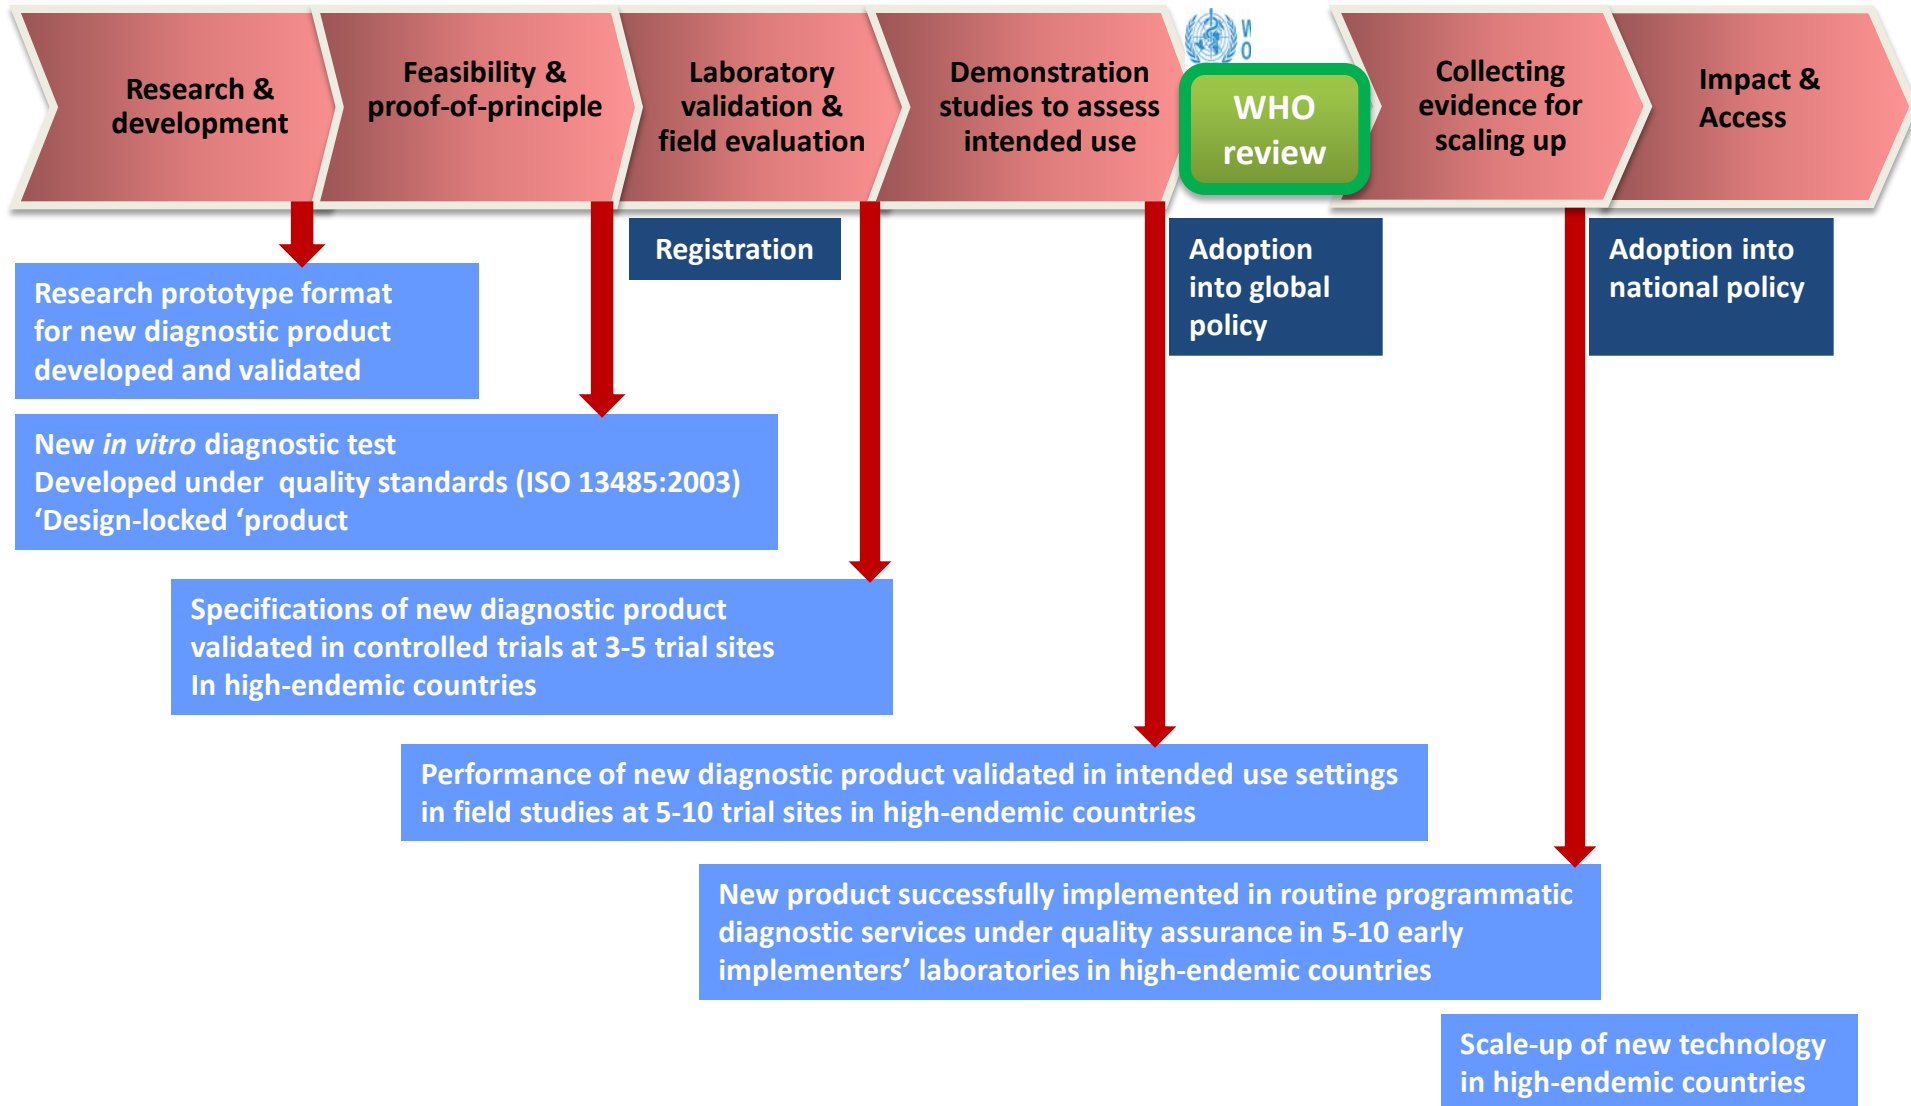 Research &
development
Feasibility &
proof-of-principle
Laboratory
validation &
field evaluation
Demonstration
studies to assess
intended use
WHO
review
Collecting
evidence for
scaling up
Impact &
Access
Registration
Adoption
into global
policy
Adoption into
national policy
Research prototype format
for new diagnostic product
developed and validated
New in vitro diagnostic test
Developed under  quality standards (ISO 13485:2003)
‘Design-locked ‘product
Specifications of new diagnostic product
validated in controlled trials at 3-5 trial sites
In high-endemic countries
Performance of new diagnostic product validated in intended use settings
in field studies at 5-10 trial sites in high-endemic countries
New product successfully implemented in routine programmatic
diagnostic services under quality assurance in 5-10 early
implementers’ laboratories in high-endemic countries
Scale-up of new technology
in high-endemic countries